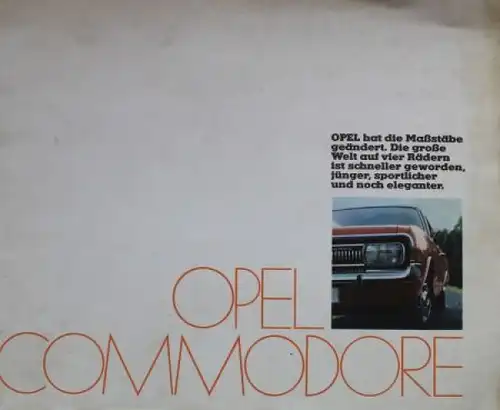 OPEL hat die Maßstäbe
geändert. Die große
Welt auf vier Rädern
ist schneller geworden,
jünger, sportlicher
und noch eleganter.
OPEL
COMMODORE